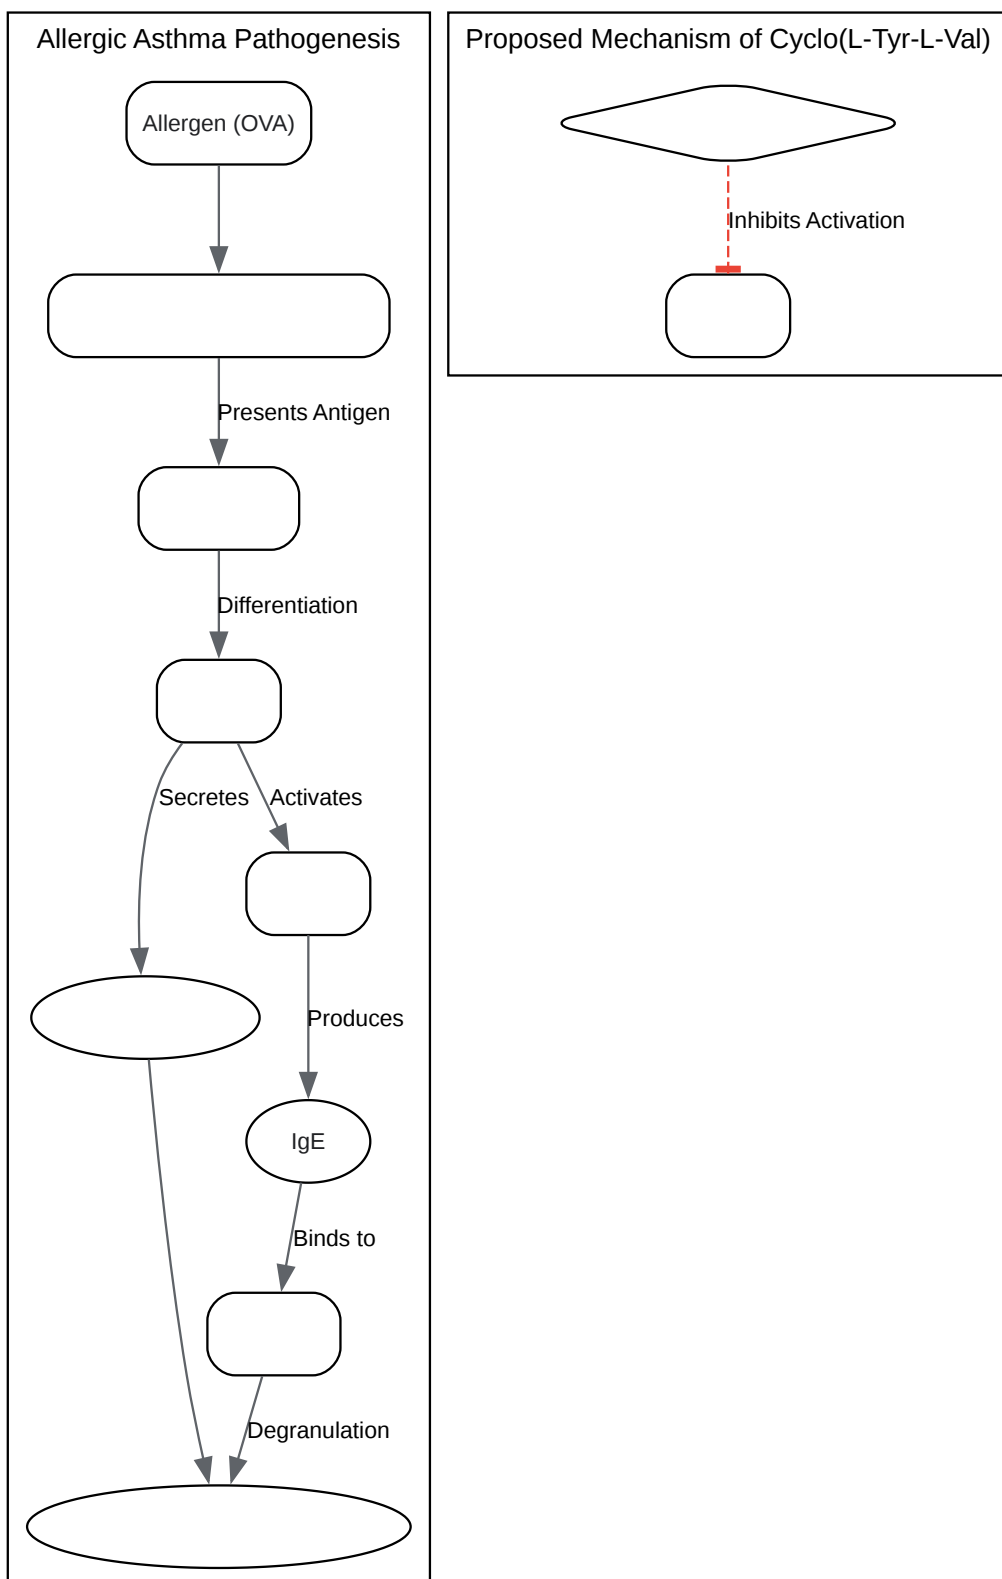 Allergic Asthma Pathogenesis
Allergen (OVA)
Presents Antigen
Differentiation
Secretes
Activates
Produces
IgE
Binds to
Degranulation
Proposed Mechanism of Cyclo(L-Tyr-L-Val)
Inhibits Activation